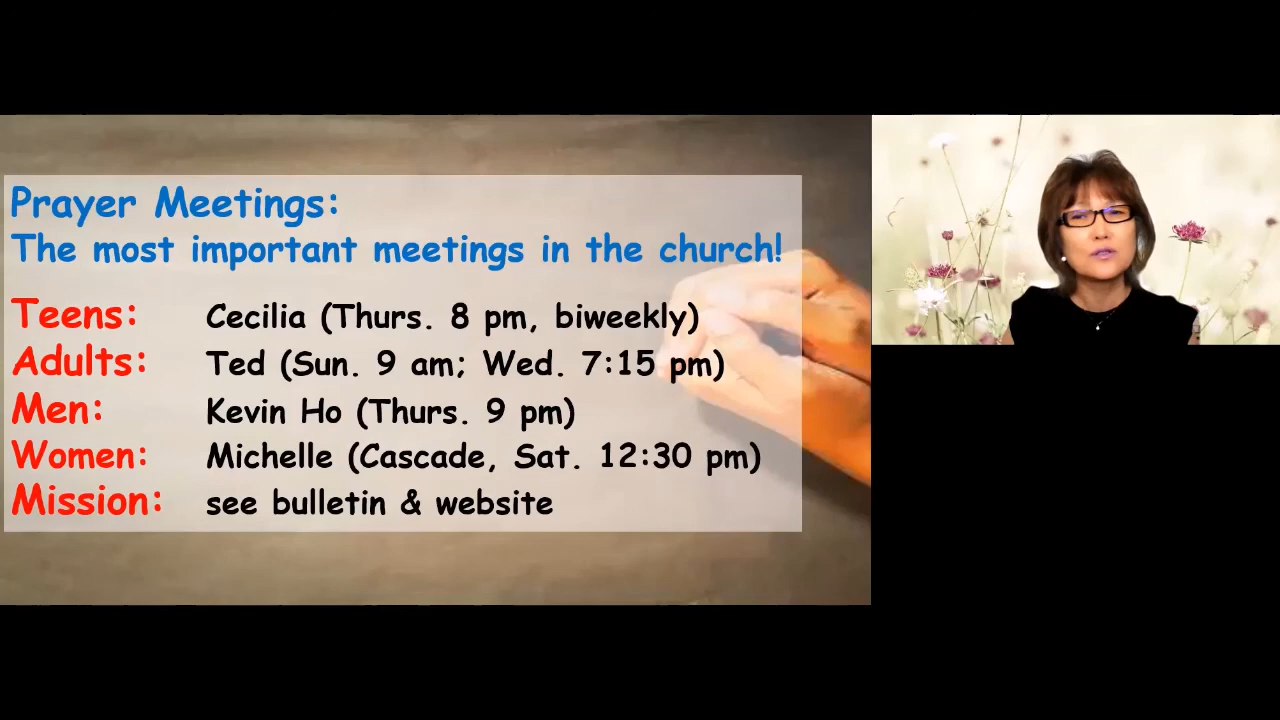 Prayer Meetings:
The most important meetings in the church!
Teens: Cecilia (Thurs. 8 pm, biweekly)
Adults: Ted (Sun. 9 am; Wed. 7:15 pm)
Men: Kevin Ho (Thurs. 9 pm)
Women: Michelle (Cascade, Sat. 12:30 pm)
Mission: see bulletin & website